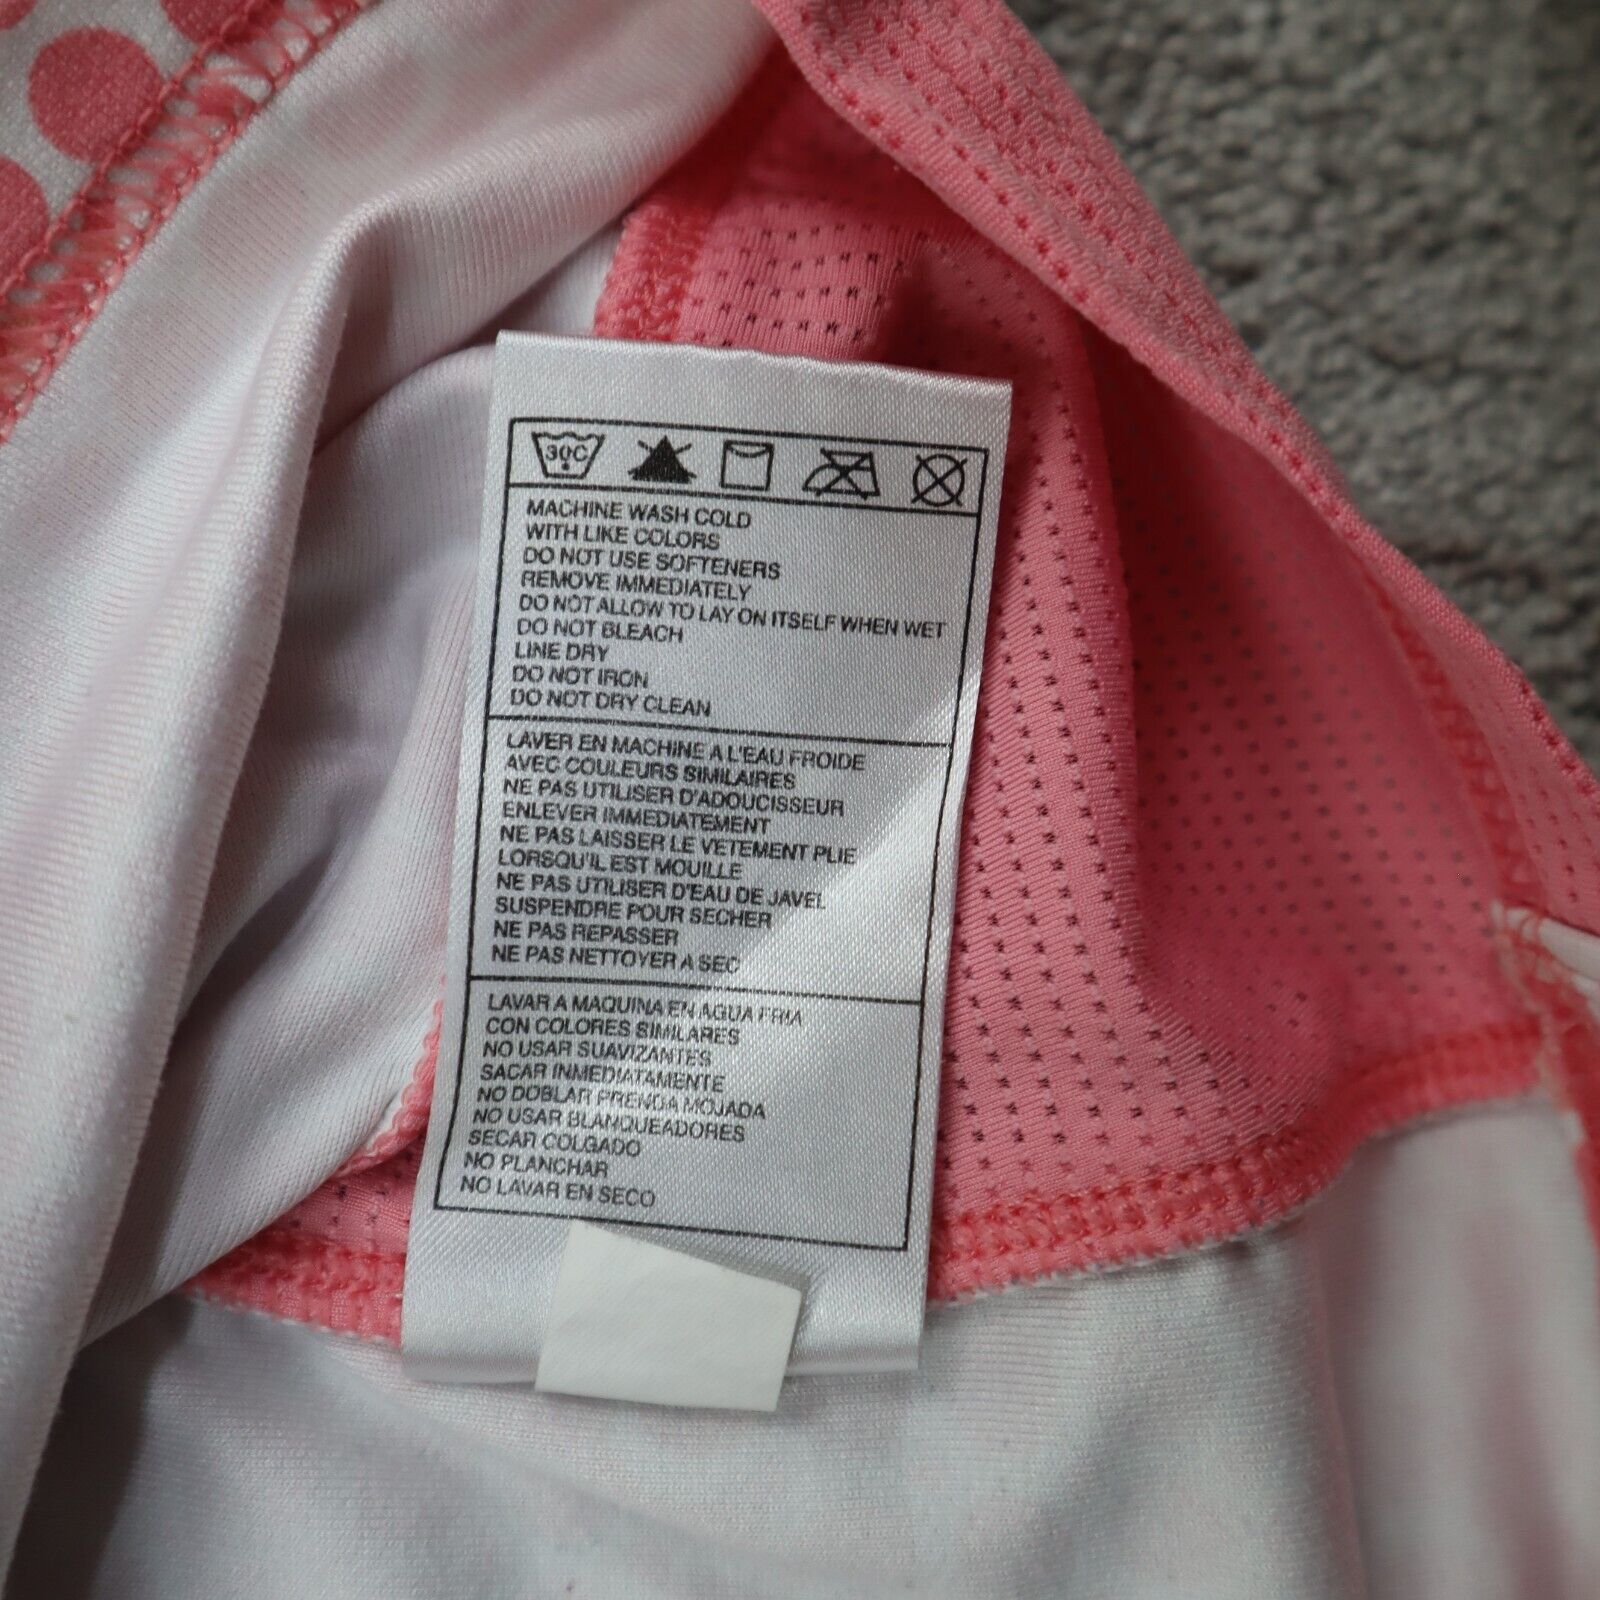 30C
MACHINE WASH COLD
WITH LIKE COLORS
DO NOT USE SOFTENERS
REMOVE IMMEDIATELY
DO NOT ALLOW TO LAY ON ITSELF WHEN WET
DO NOT BLEACH
LINE DRY
DO NOT IRON
DO NOT DRY CLEAN
LAVER EN MACHINE A L'EAU FROIDE
AVEC COULEURS SIMILAIRES
NE PAS UTILISER D'ADOUCISSEUR
ENLEVER IMMEDIATEMENT
NE PAS LAISSER LE VETEMENT PLIE
LORSQU'IL EST MOUILLE
NE PAS UTILISER D'EAU DE JAVEL
SUSPENDRE POUR SECHER
NE PAS REPASSER
NE PAS NETTOYER A SEC
LAVAR A MAQUINA EN AGUA FRIA
CON COLORES SIMILARES
NO USAR SUAVIZANTES
SACAR INMEDIATAMENTE
NO DOBLAR PRENDA MOJADA
NO USAR BLANQUEADORES
SECAR COLGADO
NO PLANCHAR
NO LAVAR EN SECO